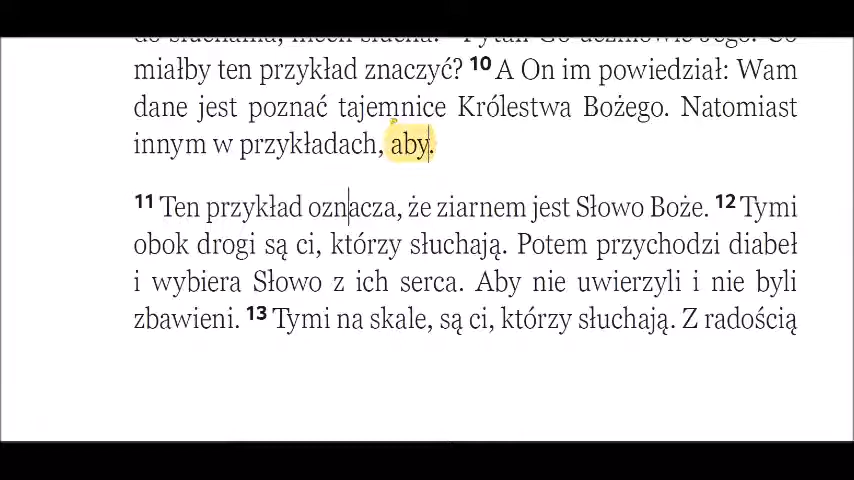 miałby ten przykład znaczyć? 10 A On im powiedział: Wam
dane jest poznać tajemnice Królestwa Bożego. Natomiast
innym w przykładach, aby.
11 Ten przykład oznacza, że ziarnem jest Słowo Boże. 12 Tymi
obok drogi są ci, którzy słuchają. Potem przychodzi diabeł
i wybiera Słowo z ich serca. Aby nie uwierzyli i nie byli
zbawieni. 13 Tymi na skale, są ci, którzy słuchają. Z radością